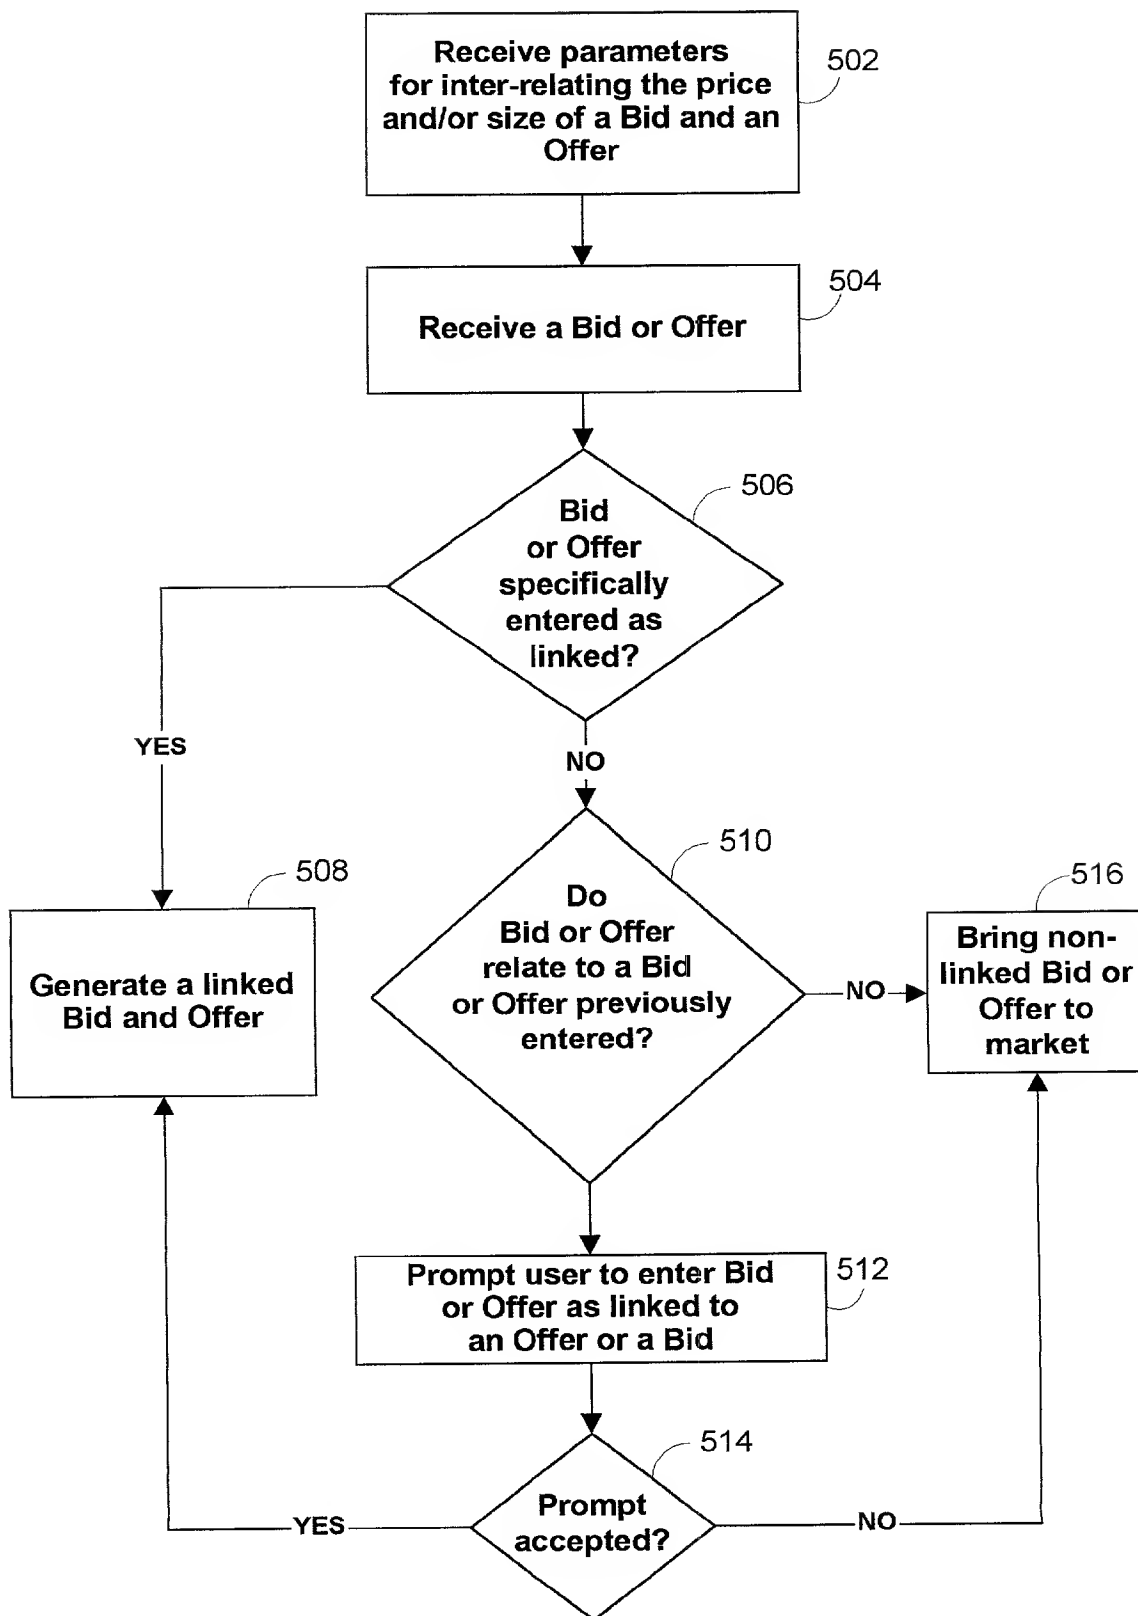 Receive parameters
for inter-relating the price
and/or size of a Bid and an
Offer
502
Receive a Bid or Offer
504
Bid
or Offer
specifically
entered as
linked?
506
YES
NO
Generate a linked
Bid and Offer
508
Do
Bid or Offer
relate to a Bid
or Offer previously
entered?
510
NO
Bring non-
linked Bid or
Offer to
market
516
Prompt user to enter Bid
or Offer as linked to
an Offer or a Bid
512
Prompt
accepted?
514
YES
NO